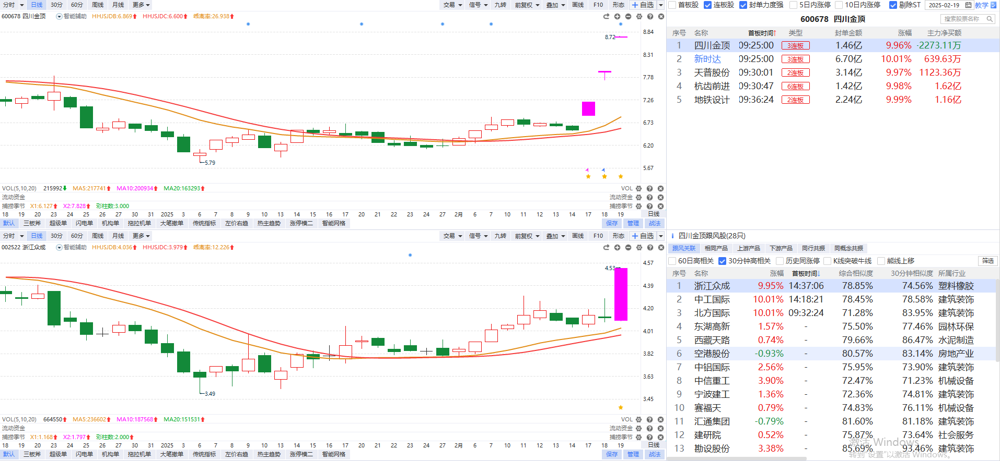 分时 日线 30分 60分 周线 月线 更多 交易 信号 九转 前复权 叠加 画线 F10 形态 自选
600678 四川金顶 智能辅助 HHJSJDB:6.869 HHJSJDC:6.600 乖离率:26.938
8.84
8.72
8.31
7.78
7.26
6.73
6.20
5.79
5.67
VOL(5,10,20) 215992 MA5:217741 MA10:200934 MA20:163293 VOL
流动资金 流动资金
捕捞季节 X1:6.127 X2:7.828 彩柱数:3.000 捕捞季节
18 19 20 23 24 25 26 27 30 31 2025 3 6 7 8 9 10 13 14 15 16 17 20 21 22 23 24 27 2月 6 7 10 11 12 13 14 17 18 19 日线
默认 三板斧 超级单 闪电单 机构单 拖拉机单 大笔撤单 传统指标 左价右趋 热主趋势 涨停横二 智能网格 保存 管理 战法
分时 日线 30分 60分 周线 月线 更多 交易 信号 九转 前复权 叠加 画线 F10 形态 自选
002522 浙江众成 智能辅助 HHJSJDB:4.036 HHJSJDC:3.979 乖离率:12.226
4.57
4.53
4.39
4.20
4.01
3.82
3.63
3.49
3.45
VOL(5,10,20) 664550 MA5:236602 MA10:187568 MA20:151531 VOL
流动资金 流动资金
捕捞季节 X1:1.168 X2:1.797 彩柱数:2.000 捕捞季节
18 19 20 23 24 25 26 27 30 31 2025 3 6 7 8 9 10 13 14 15 16 17 20 21 22 23 24 27 2月 6 7 10 11 12 13 14 17 18 19 日线
默认 三板斧 超级单 闪电单 机构单 拖拉机单 大笔撤单 传统指标 左价右趋 热主趋势 涨停横二 智能网格 保存 管理 战法
首板股 连板股 封单力度强 5日内涨停 10日内涨停 剔除ST 2025-02-19 教学
600678 四川金顶 搜索股票名称
序号 名称 首板时间↑ 类型 封单金额 涨幅 主力净买额
1 四川金顶 09:25:00 3连板 1.46亿 9.96% -2273.11万
2 新时达 09:25:00 3连板 6.70亿 10.01% 639.63万
3 天普股份 09:30:01 2连板 3.14亿 9.97% 1123.36万
4 杭齿前进 09:30:47 6连板 1.42亿 9.98% 1.62亿
5 地铁设计 09:36:24 2连板 2.24亿 9.99% 1.16亿
四川金顶跟风股(28只)
跟风关联 相同产品 上游产品 下游产品 同行共振 同概念共振
60日高相关 30分钟高相关 历史同涨停 K线突破牛线 能线上移 筛选
序号 名称 涨幅 首板时间↓ 综合相似度 30分钟相似度 所属行业
1 浙江众成 9.95% 14:37:06 78.85% 74.56% 塑料橡胶
2 中工国际 10.01% 14:18:21 78.45% 78.58% 建筑装饰
3 北方国际 10.01% 09:32:24 71.28% 83.95% 建筑装饰
4 东湖高新 1.57% - 75.50% 77.46% 园林环保
5 西藏天路 0.74% - 79.66% 86.47% 水泥制造
6 空港股份 -0.93% - 80.57% 83.14% 房地产业
7 中铝国际 2.56% - 75.95% 73.90% 建筑装饰
8 中信重工 3.90% - 72.47% 71.23% 机械设备
9 宁波建工 1.36% - 72.36% 74.81% 建筑装饰
10 赛福天 0.79% - 74.83% 76.11% 机械设备
11 汇通集团 -0.79% - 81.60% 81.18% 建筑装饰
12 建研院 0.52% - 75.87% 73.64% 社会服务
13 勘设股份 3.38% - 85.69% 93.46% 建筑装饰
激活 Windows
转到"设置"以激活 Windows。